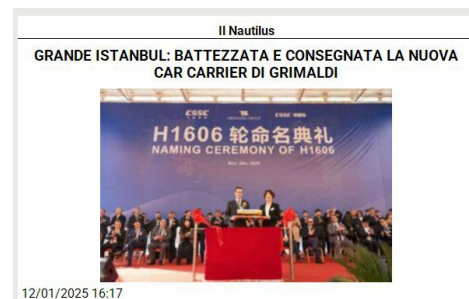 Il Nautilus
GRANDE ISTANBUL: BATTEZZATA E CONSEGNATA LA NUOVA
CAR CARRIER DI GRIMALDI
CSSC
CSSC
H1606 轮命名典礼
NAMING CEREMONY OF H1606
12/01/2025 16:17